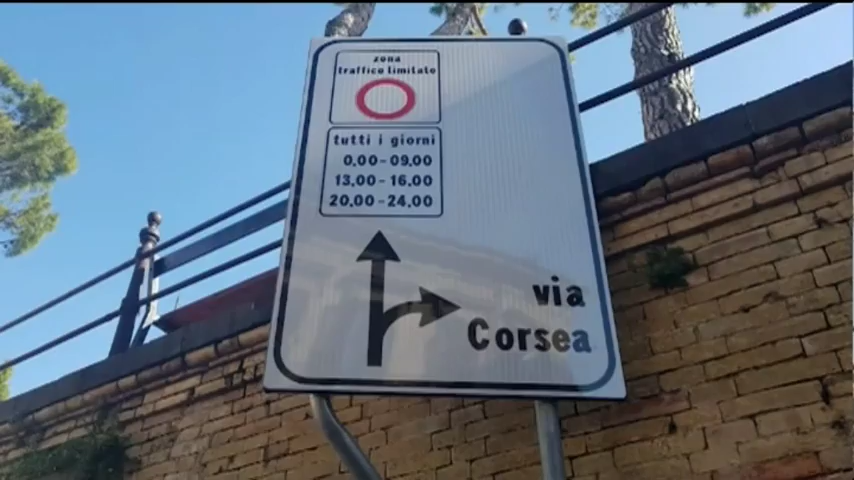 zona
traffico limitato
tutti i giorni
0.00-09.00
13.00-16.00
20.00-24.00
via
Corsea